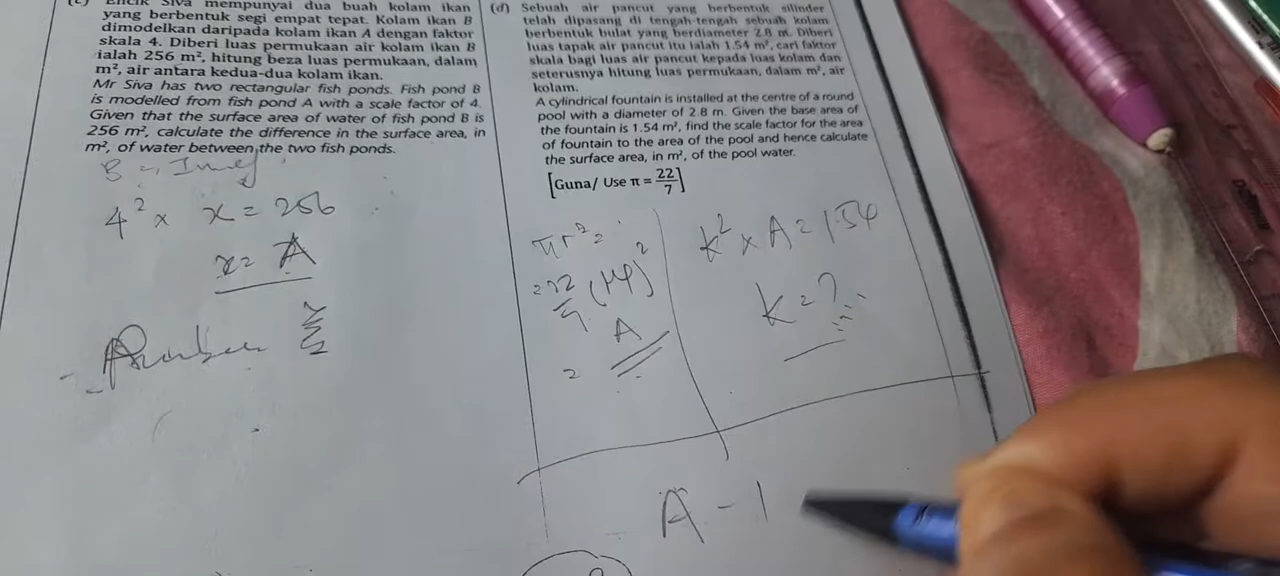 Encik Siva mempunyai dua buah kolam ikan
yang berbentuk segi empat tepat. Kolam ikan B
dimodelkan daripada kolam ikan A dengan faktor
skala 4. Diberi luas permukaan air kolam ikan B
ialah 256 m², hitung beza luas permukaan, dalam
m², air antara kedua-dua kolam ikan.
Mr Siva has two rectangular fish ponds. Fish pond B
is modelled from fish pond A with a scale factor of 4.
Given that the surface area of water of fish pond B is
256 m², calculate the difference in the surface area, in
m², of water between the two fish ponds.
4² × x = 256
x = A
(d) Sebuah air pancut yang berbentuk silinder
telah dipasang di tengah-tengah sebuah kolam
berbentuk bulat yang berdiameter 2.8 m. Diberi
luas tapak air pancut itu ialah 1.54 m², cari faktor
skala bagi luas air pancut kepada luas kolam dan
seterusnya hitung luas permukaan, dalam m², air
kolam.
A cylindrical fountain is installed at the centre of a round
pool with a diameter of 2.8 m. Given the base area of
the fountain is 1.54 m², find the scale factor for the area
of fountain to the area of the pool and hence calculate
the surface area, in m², of the pool water.
[Guna/ Use π = 22/7]
πr² =
= 22/7 (1.4)²
= A
k² × A = 1.54
k = ?
A - 1